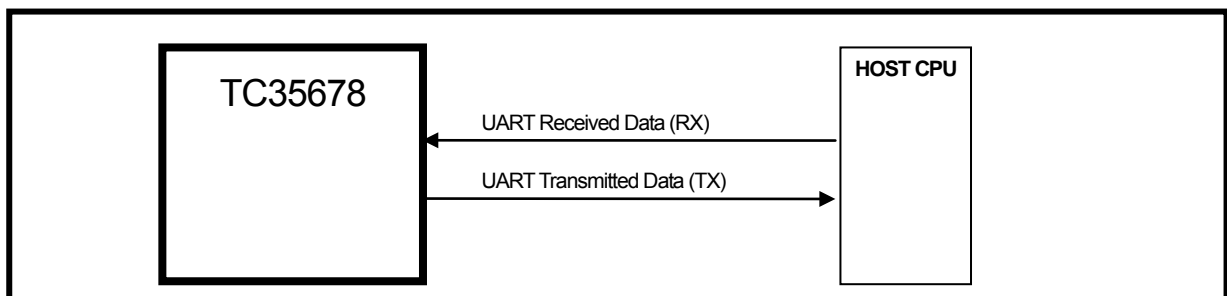 TC35678
HOST CPU
UART Received Data (RX)
UART Transmitted Data (TX)